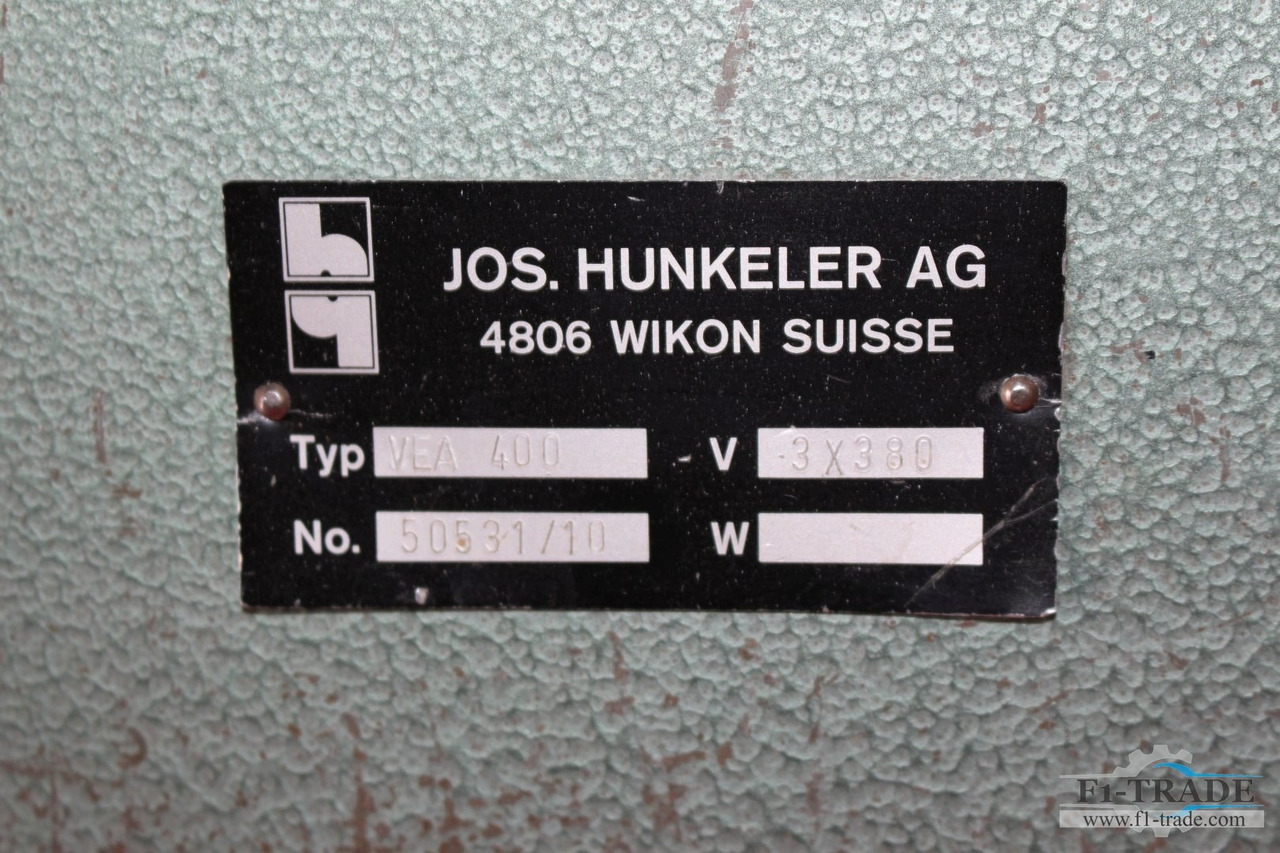 JOS. HUNKELER AG
4806 WIKON SUISSE
Typ VEA 400 V 3X380
No. 50531/10 W
F1-TRADE
www.f1-trade.com